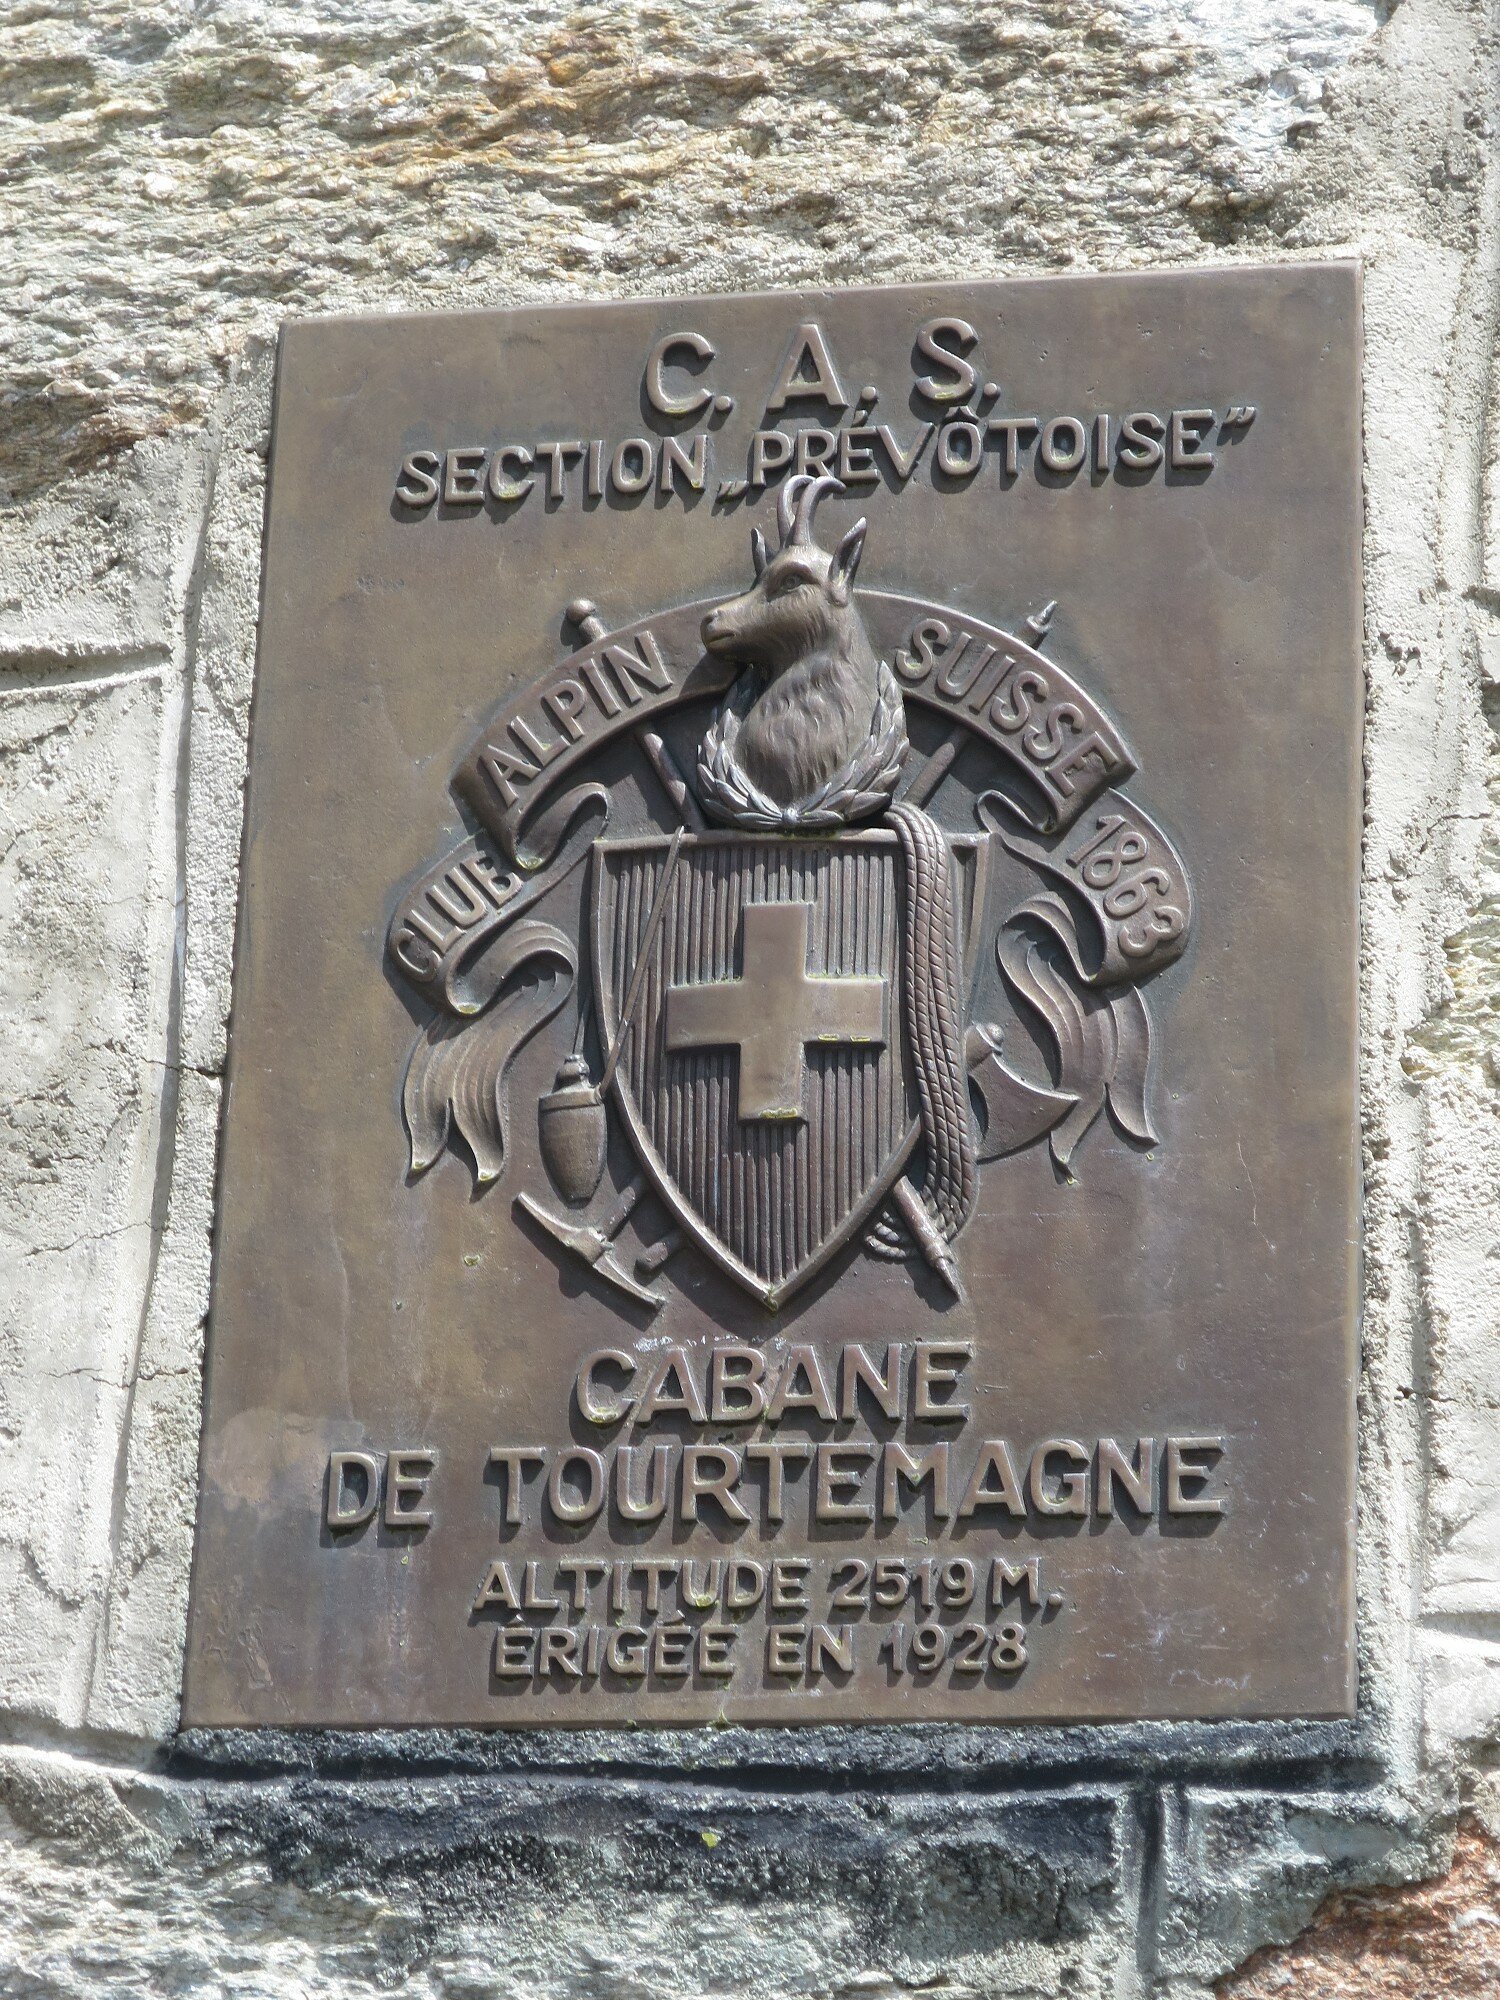 C. A. S.
SECTION „PRÉVÔTOISE”
CLUB ALPIN SUISSE 1863
CABANE
DE TOURTEMAGNE
ALTITUDE 2519 M.
ÉRIGÉE EN 1928